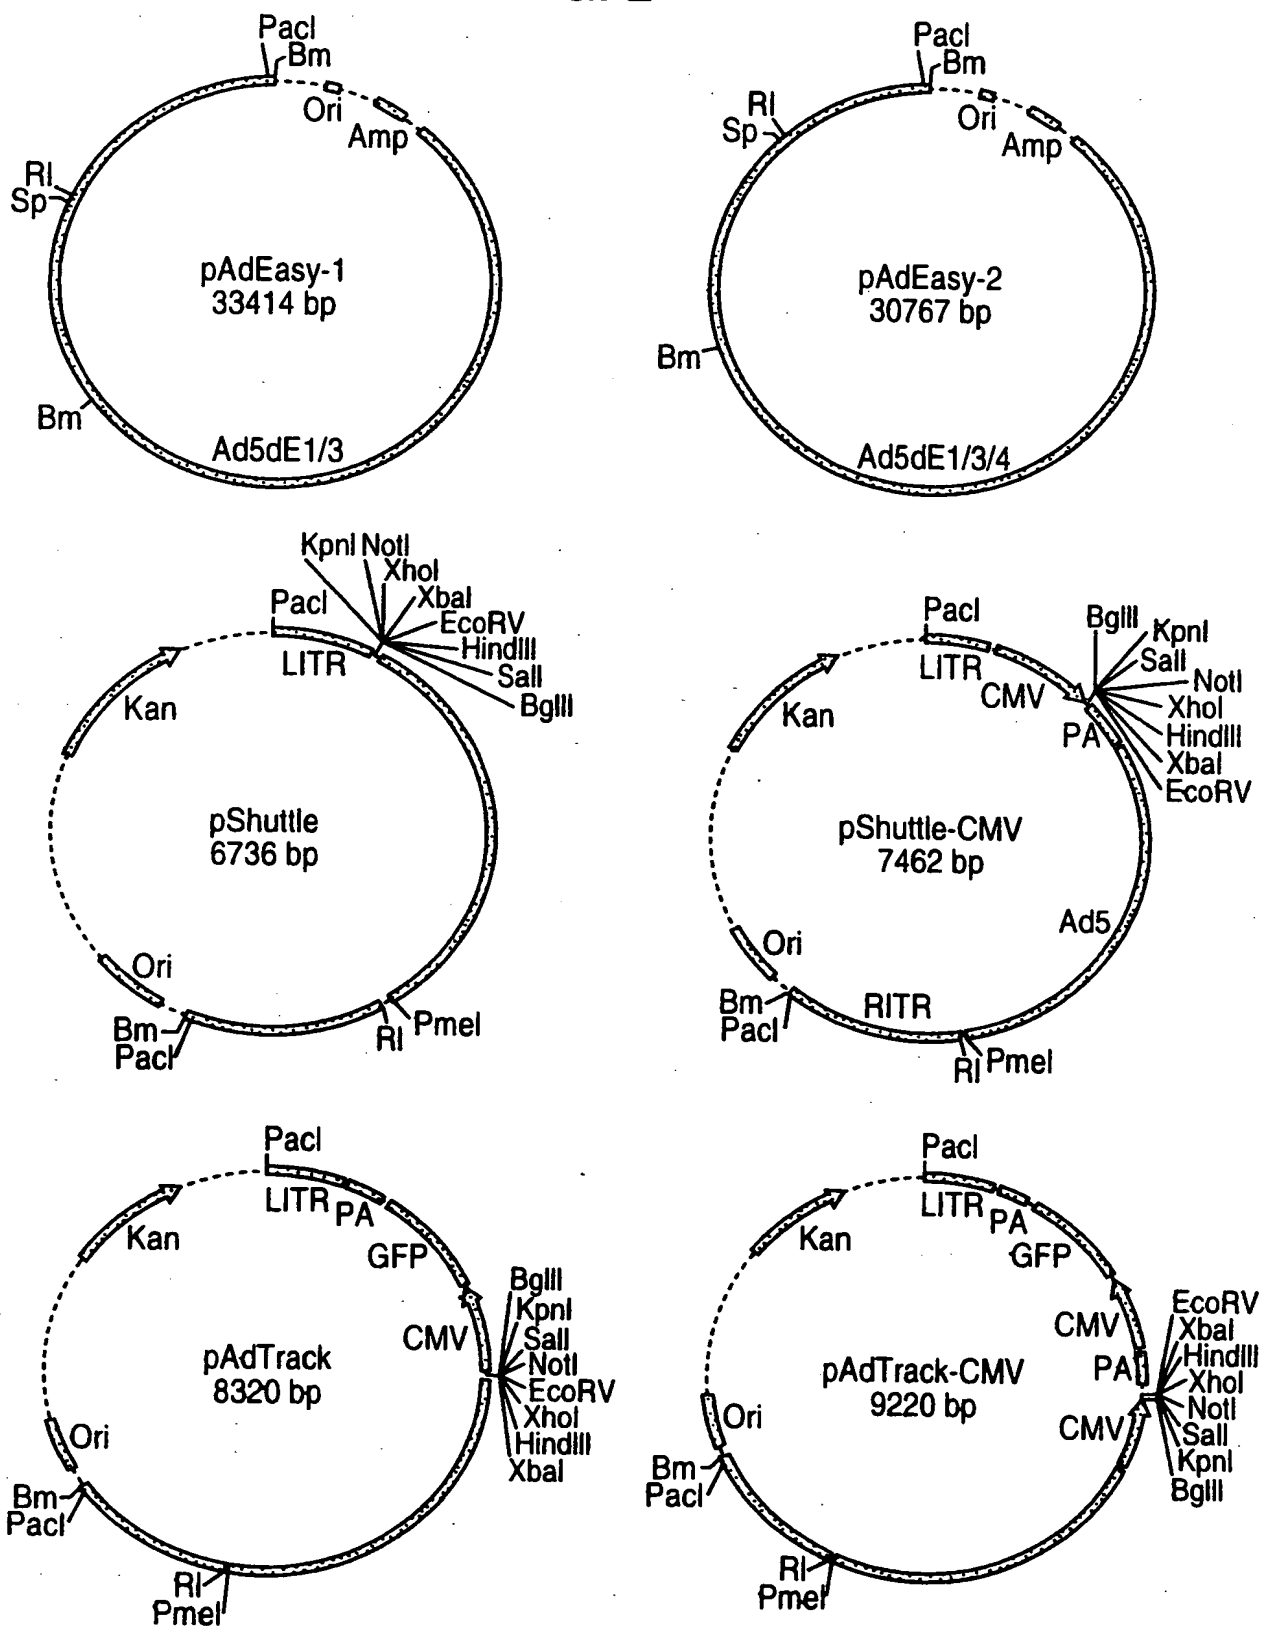 PacI
Bm
Ori
Amp
RI
Sp
pAdEasy-1
33414 bp
Bm
Ad5dE1/3
PacI
Bm
RI
Sp
Ori
Amp
pAdEasy-2
30767 bp
Bm
Ad5dE1/3/4
KpnI NotI
XhoI
XbaI
EcoRV
HindIII
SalI
BglII
PacI
LITR
Kan
pShuttle
6736 bp
Ori
Bm
PacI
RI
PmeI
PacI
LITR
CMV
BglII
KpnI
SalI
NotI
XhoI
HindIII
XbaI
EcoRV
PA
Kan
pShuttle-CMV
7462 bp
Ad5
Ori
Bm
PacI
RITR
RI
PmeI
PacI
LITR
PA
GFP
Kan
CMV
BglII
KpnI
SalI
NotI
EcoRV
XhoI
HindIII
XbaI
pAdTrack
8320 bp
Ori
Bm
PacI
RI
PmeI
PacI
LITR
PA
GFP
Kan
CMV
PA
CMV
EcoRV
XbaI
HindIII
XhoI
NotI
SalI
KpnI
BglII
pAdTrack-CMV
9220 bp
Ori
Bm
PacI
RI
PmeI